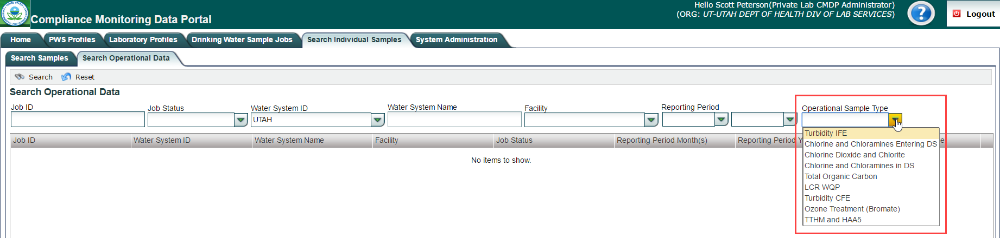 Hello Scott Peterson(Private Lab CMDP Administrator)
(ORG: UT-UTAH DEPT OF HEALTH DIV OF LAB SERVICES)
Logout
Compliance Monitoring Data Portal
Home PWS Profiles Laboratory Profiles Drinking Water Sample Jobs Search Individual Samples System Administration
Search Samples Search Operational Data
Search Reset
Search Operational Data
Job ID Job Status Water System ID Water System Name Facility Reporting Period Operational Sample Type
UTAH
Job ID Water System ID Water System Name Facility Job Status Reporting Period Month(s) Reporting Period
No items to show.
Turbidity IFE
Chlorine and Chloramines Entering DS
Chlorine Dioxide and Chlorite
Chlorine and Chloramines in DS
Total Organic Carbon
LCR WQP
Turbidity CFE
Ozone Treatment (Bromate)
TTHM and HAA5